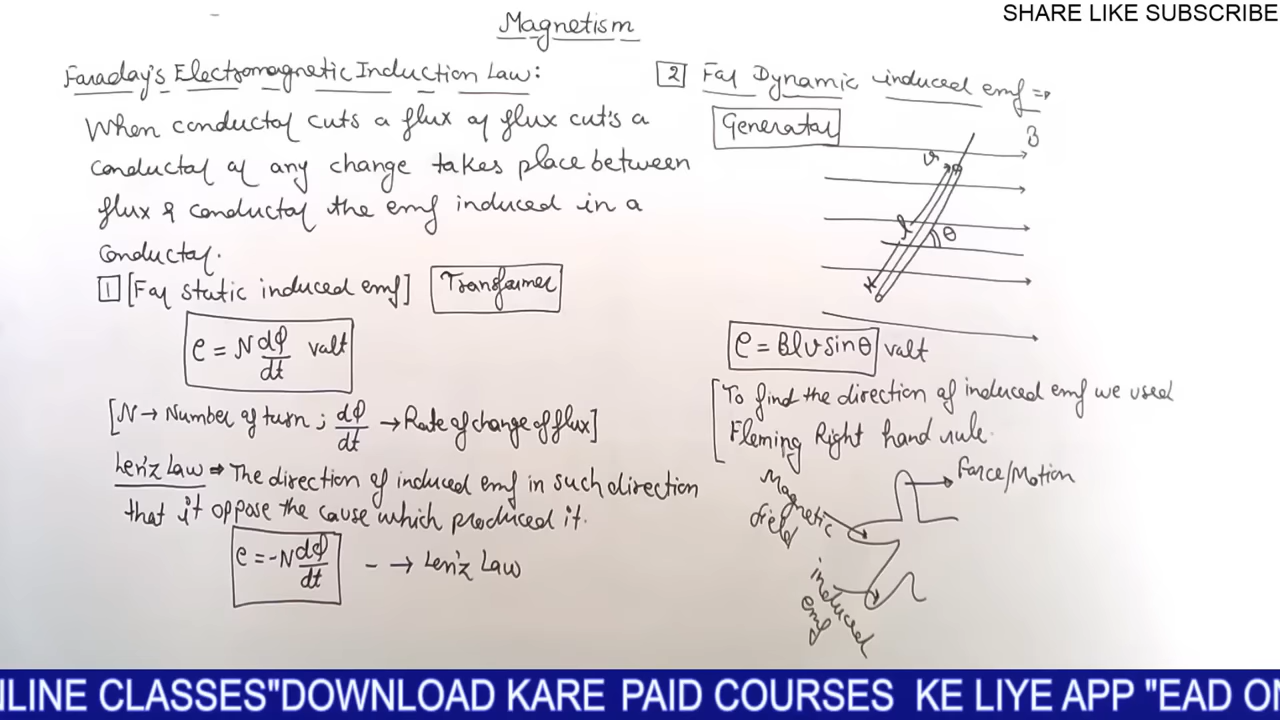 SHARE LIKE SUBSCRIBE
Magnetism
Faraday's Electromagnetic Induction Law:
When conductor cuts a flux or flux cut's a
conductor or any change takes place between
flux & conductor the emf induced in a
conductor.
1 [For static induced emf] Transformer
e = N dφ/dt volt
[N → Number of turn ; dφ/dt → Rate of change of flux]
Len'z Law ⇒ The direction of induced emf in such direction
that it oppose the cause which produced it.
e = -N dφ/dt - → Len'z Law
2 For Dynamic induced emf ⇒
Generator
B
v
l
θ
e = Blv sinθ volt
[To find the direction of induced emf we used
Fleming Right hand rule.
Force/Motion
Magnetic
field
induced
emf
NLINE CLASSES"DOWNLOAD KARE PAID COURSES KE LIYE APP "EAD ON